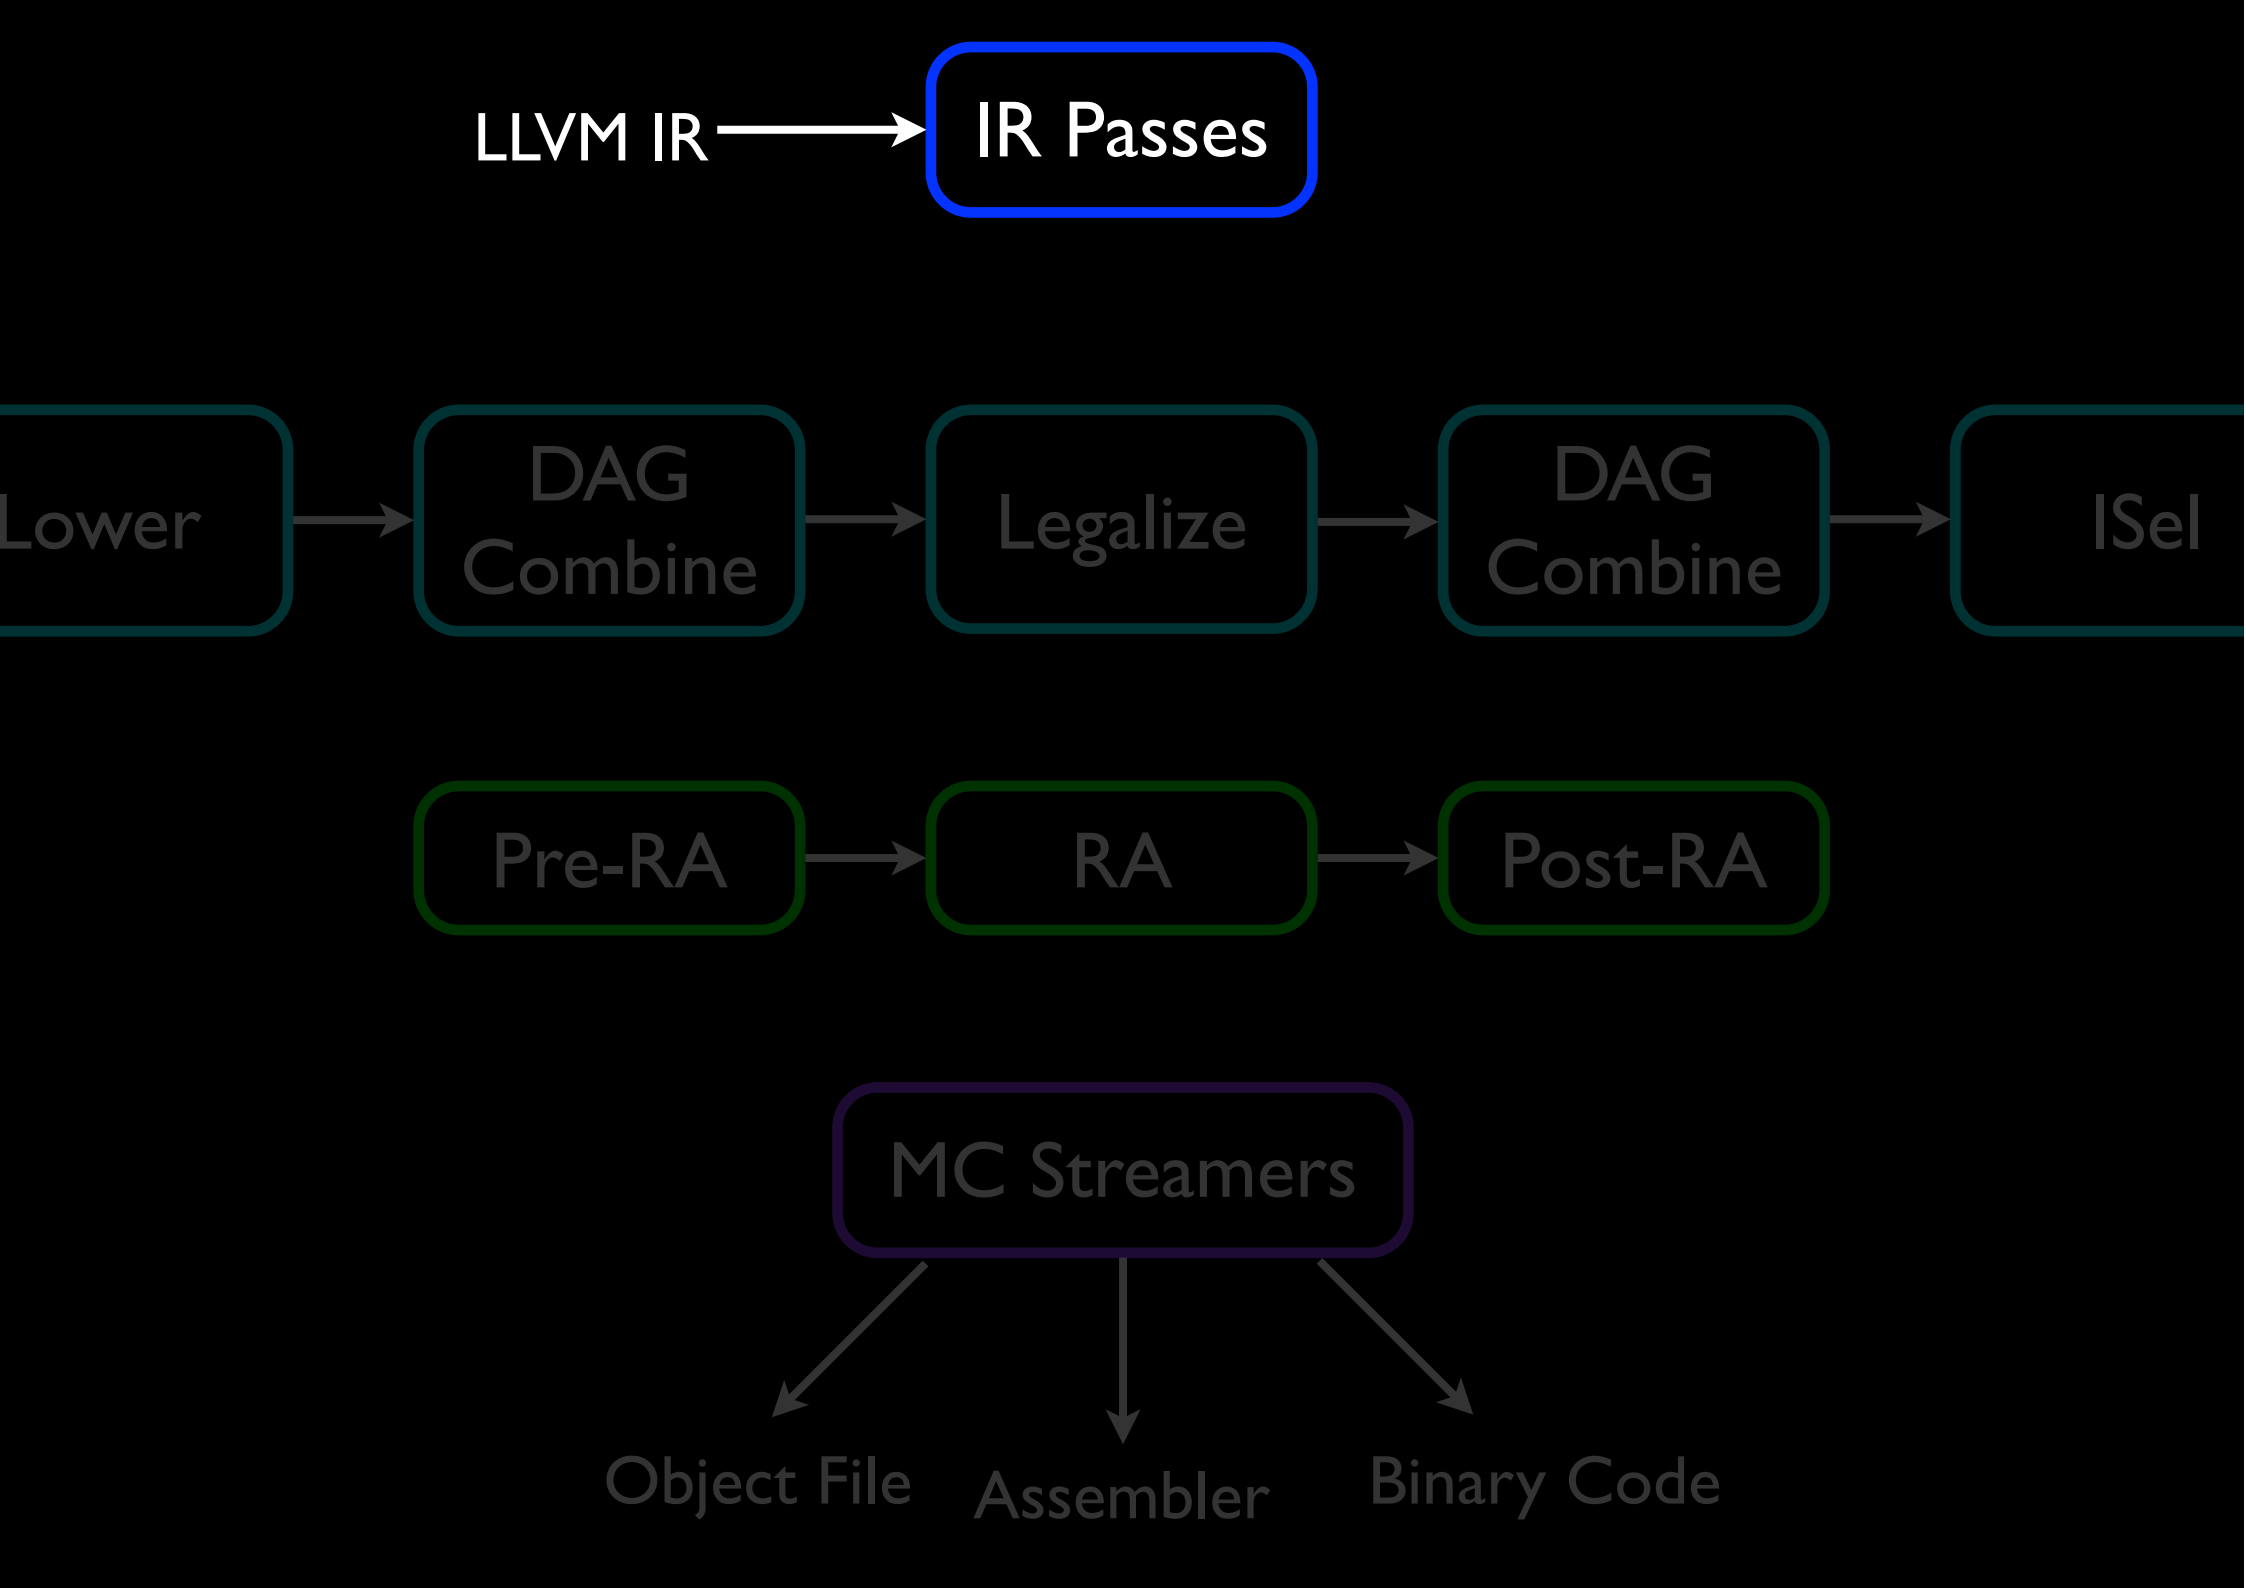 LLVM IR
IR Passes
Lower
DAG
Combine
Legalize
DAG
Combine
ISel
Pre-RA
RA
Post-RA
MC Streamers
Object File
Assembler
Binary Code